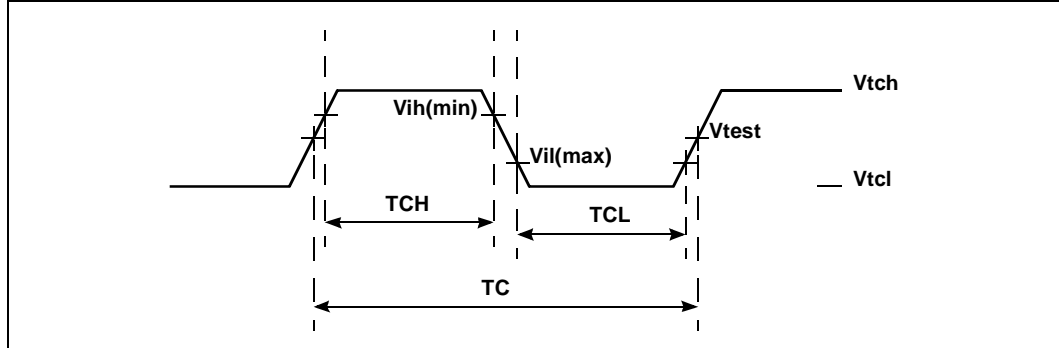 Vtch
Vih(min)
Vtest
Vil(max)
Vtcl
TCH
TCL
TC